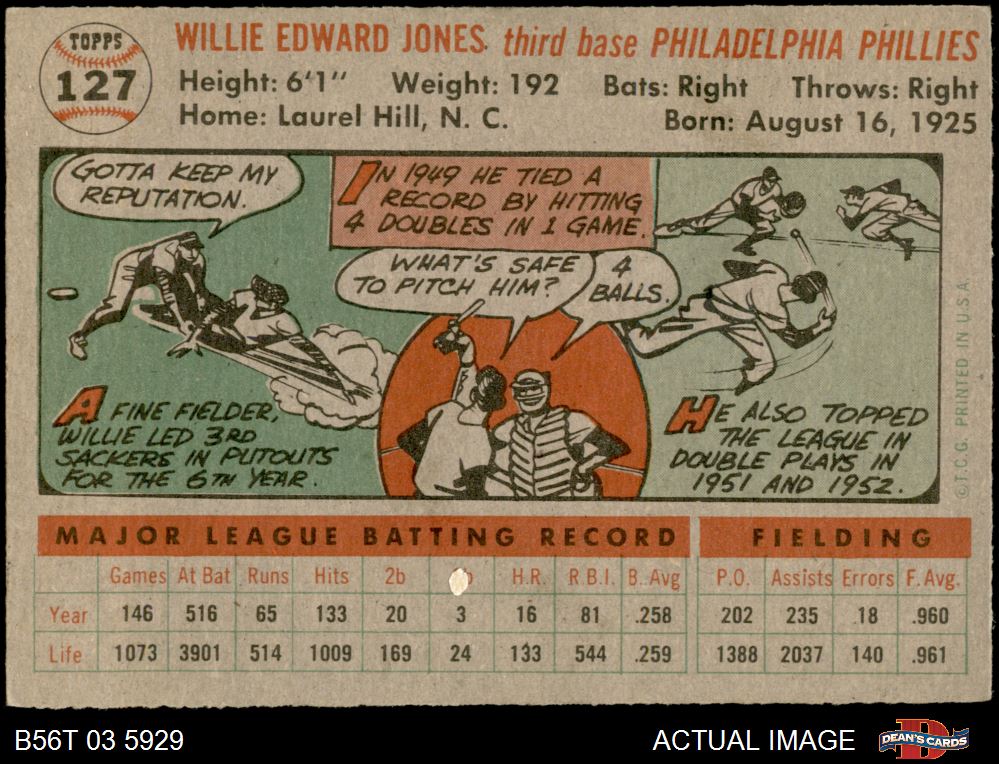 TOPPS
127
WILLIE EDWARD JONES third base PHILADELPHIA PHILLIES
Height: 6'1" Weight: 192 Bats: Right Throws: Right
Home: Laurel Hill, N. C. Born: August 16, 1925
GOTTA KEEP MY
REPUTATION.
IN 1949 HE TIED A
RECORD BY HITTING
4 DOUBLES IN 1 GAME.
WHAT'S SAFE
TO PITCH HIM?
4
BALLS.
A FINE FIELDER,
WILLIE LED 3RD
SACKERS IN PUTOUTS
FOR THE 6TH YEAR.
HE ALSO TOPPED
THE LEAGUE IN
DOUBLE PLAYS IN
1951 AND 1952.
©T.C.G. PRINTED IN U.S.A.
MAJOR LEAGUE BATTING RECORD FIELDING
Games At Bat Runs Hits 2b H.R. R.B.I. B. Avg P.O. Assists Errors F. Avg.
Year 146 516 65 133 20 3 16 81 .258 202 235 18 .960
Life 1073 3901 514 1009 169 24 133 544 .259 1388 2037 140 .961
B56T 03 5929 ACTUAL IMAGE DEAN'S CARDS